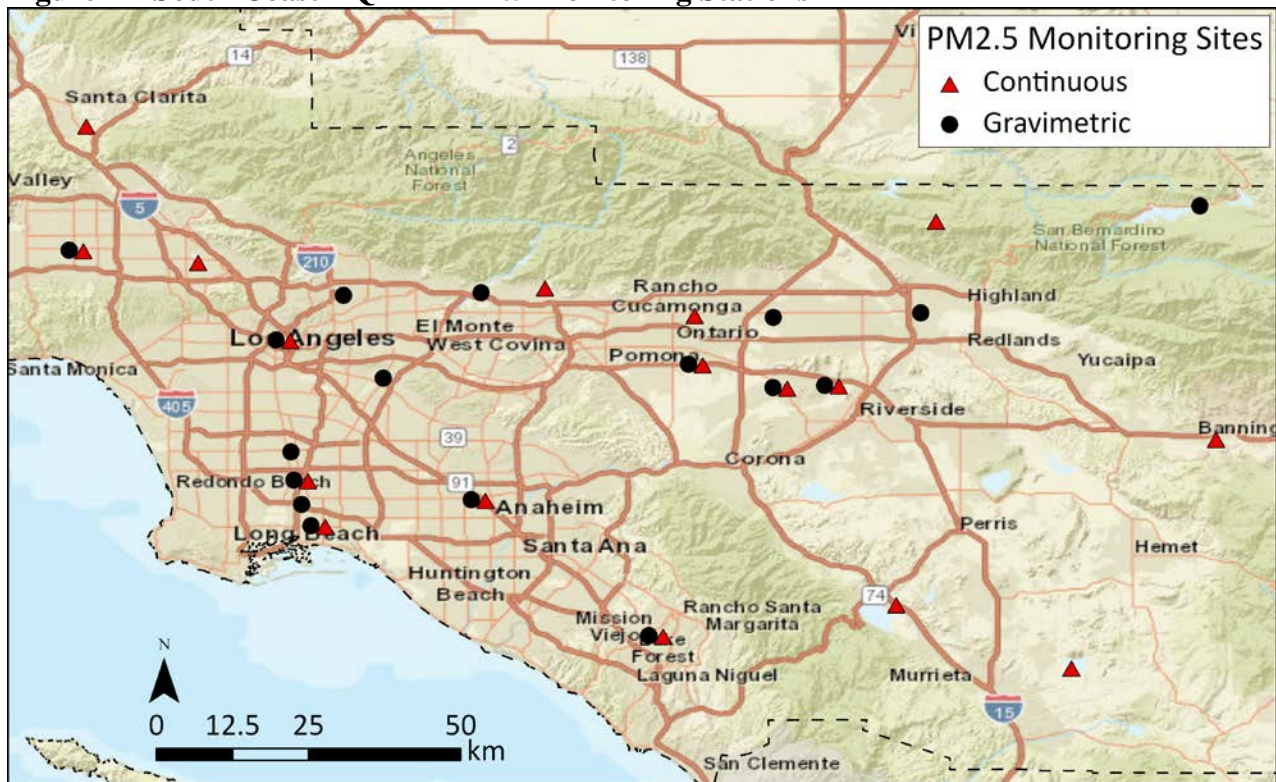 14
138
Vi
PM2.5 Monitoring Sites
Continuous
Gravimetric
Santa Clarita
2
Angeles
National
Forest
Valley
5
San Bernardino
National Forest
210
Rancho
Cucamonga
Highland
El Monte
Los Angeles
Ontario
West Covina
Redlands
Pomona
Yucaipa
Santa Monica
405
Riverside
39
Banning
Corona
Redondo Beach
91
Anaheim
Long Beach
Perris
Santa Ana
Hemet
Huntington
Beach
74
Rancho Santa
Margarita
Mission
Viejo
Lake
Forest
Laguna Niguel
Murrieta
N
15
0 12.5 25 50
km
San Clemente